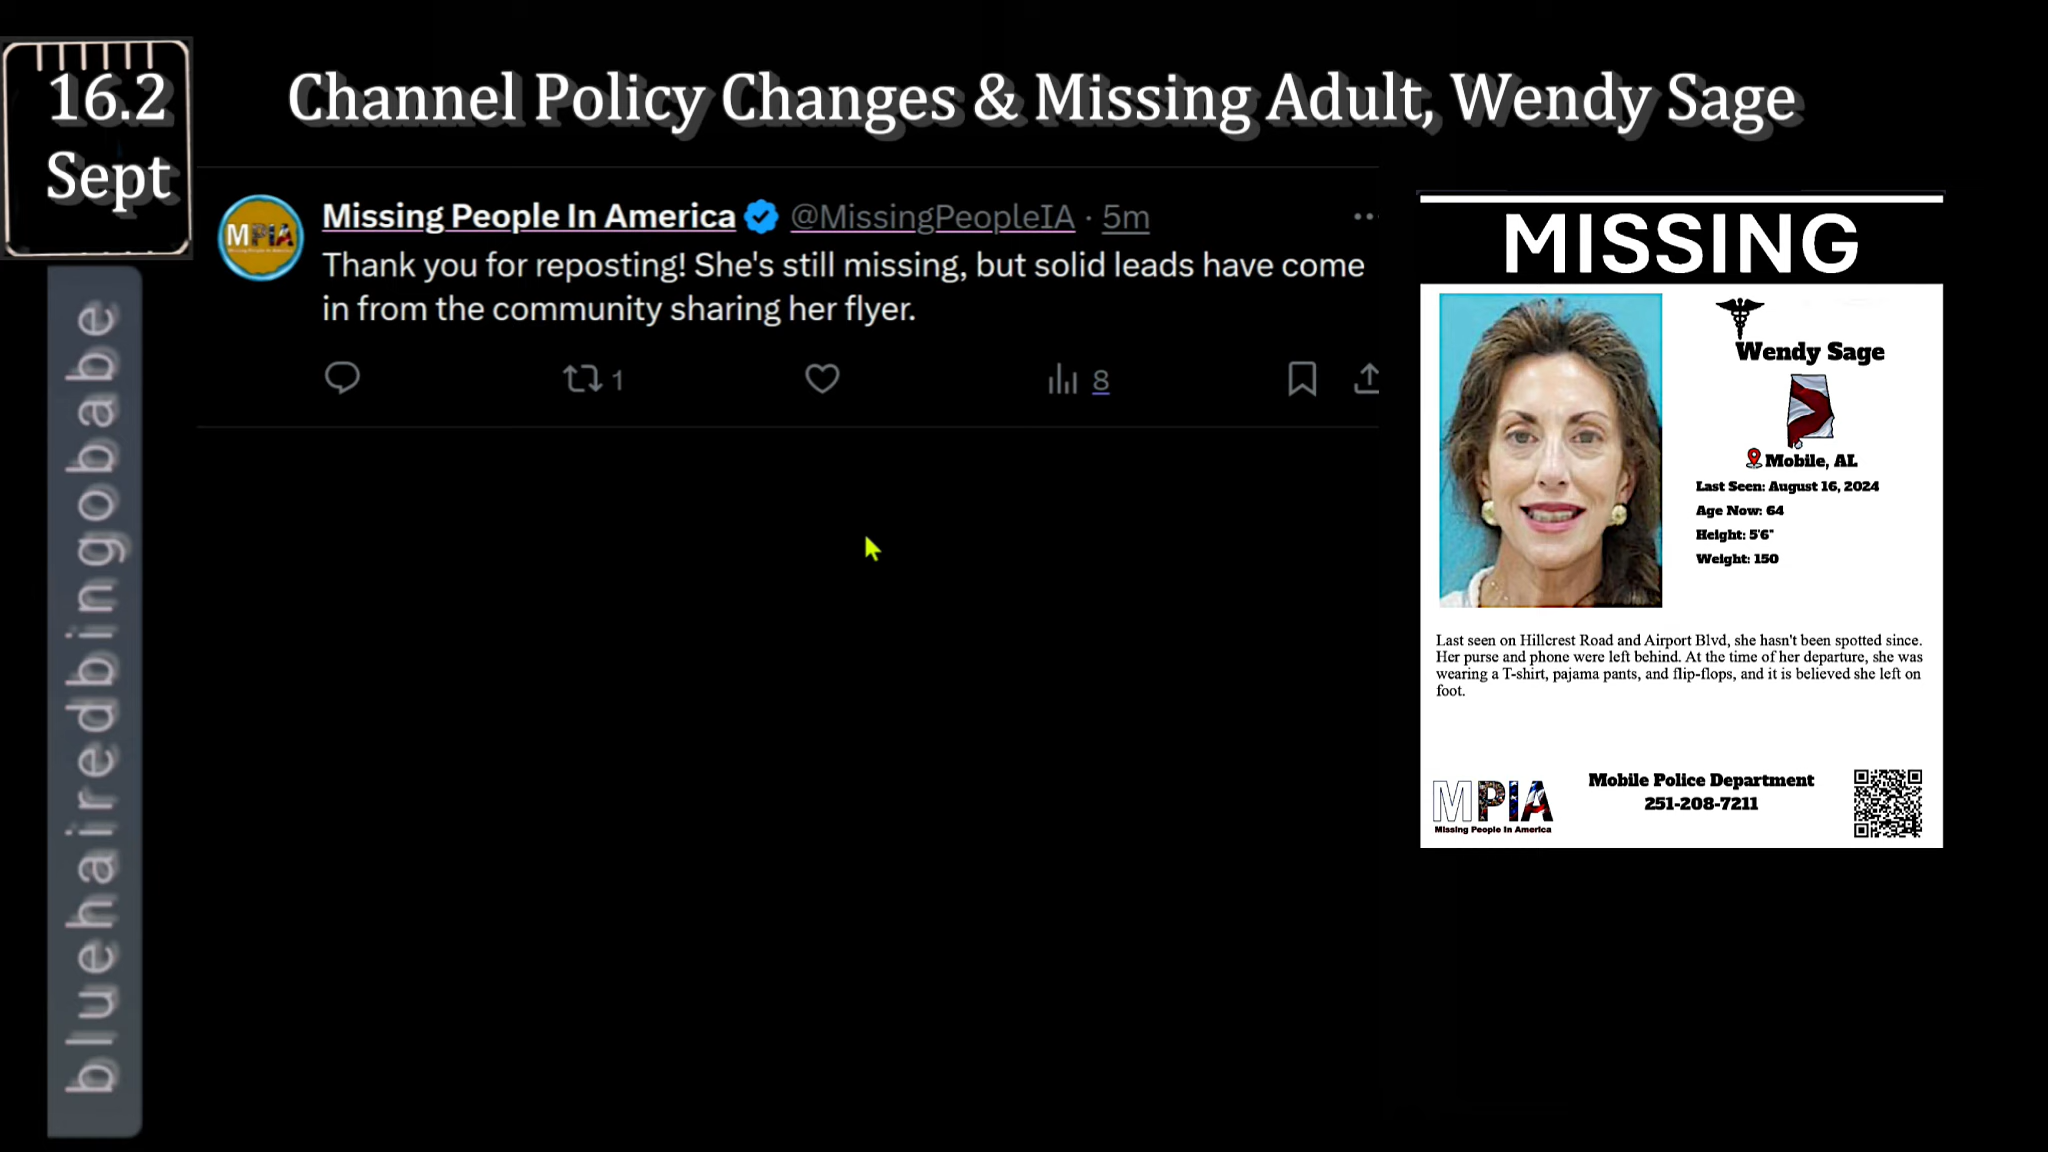 16.2
Sept
Channel Policy Changes & Missing Adult, Wendy Sage
bluehairedbingobabe
MPIA
Missing People In America @MissingPeopleIA · 5m
Thank you for reposting! She's still missing, but solid leads have come
in from the community sharing her flyer.
1
8
MISSING
Wendy Sage
Mobile, AL
Last Seen: August 16, 2024
Age Now: 64
Height: 5'6"
Weight: 150
Last seen on Hillcrest Road and Airport Blvd, she hasn't been spotted since.
Her purse and phone were left behind. At the time of her departure, she was
wearing a T-shirt, pajama pants, and flip-flops, and it is believed she left on
foot.
MPIA
Missing People In America
Mobile Police Department
251-208-7211